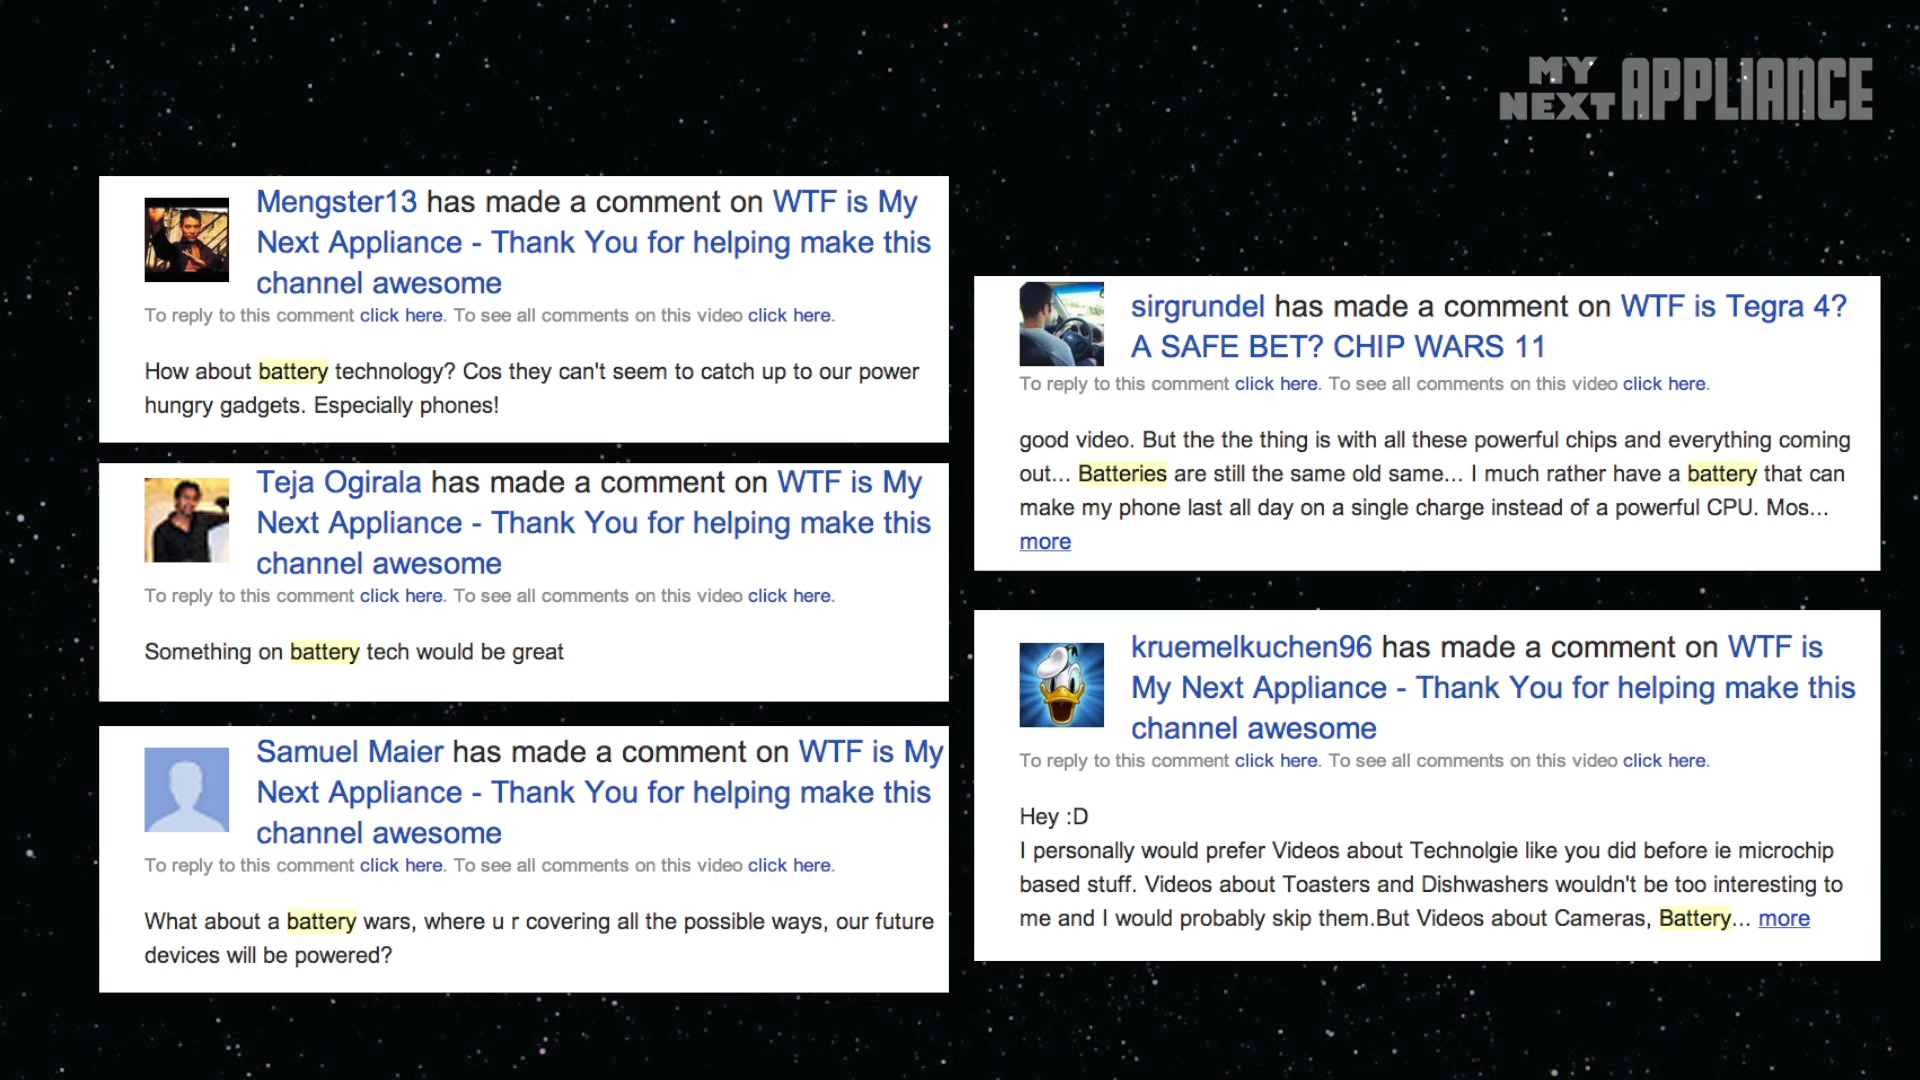 MY
NEXT APPLIANCE
Mengster13 has made a comment on WTF is My
Next Appliance - Thank You for helping make this
channel awesome
To reply to this comment click here. To see all comments on this video click here.
How about battery technology? Cos they can't seem to catch up to our power
hungry gadgets. Especially phones!
Teja Ogirala has made a comment on WTF is My
Next Appliance - Thank You for helping make this
channel awesome
To reply to this comment click here. To see all comments on this video click here.
Something on battery tech would be great
Samuel Maier has made a comment on WTF is My
Next Appliance - Thank You for helping make this
channel awesome
To reply to this comment click here. To see all comments on this video click here.
What about a battery wars, where u r covering all the possible ways, our future
devices will be powered?
sirgrundel has made a comment on WTF is Tegra 4?
A SAFE BET? CHIP WARS 11
To reply to this comment click here. To see all comments on this video click here.
good video. But the the thing is with all these powerful chips and everything coming
out... Batteries are still the same old same... I much rather have a battery that can
make my phone last all day on a single charge instead of a powerful CPU. Mos...
more
kruemelkuchen96 has made a comment on WTF is
My Next Appliance - Thank You for helping make this
channel awesome
To reply to this comment click here. To see all comments on this video click here.
Hey :D
I personally would prefer Videos about Technolgie like you did before ie microchip
based stuff. Videos about Toasters and Dishwashers wouldn't be too interesting to
me and I would probably skip them.But Videos about Cameras, Battery... more